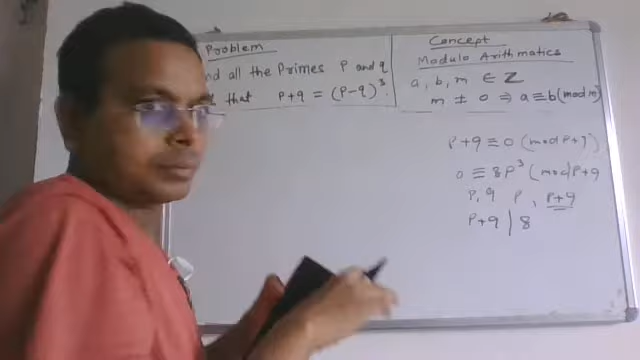 Problem
nd all the Primes P and q
that P+q = (P-q)³.
Concept
Modulo Arithmatics
a, b, m ∈ Z
m ≠ 0 ⇒ a ≡ b (mod m)
P+q ≡ 0 (mod P+q)
0 ≡ 8P³ (mod P+q
P, q P, P+q
P+q | 8